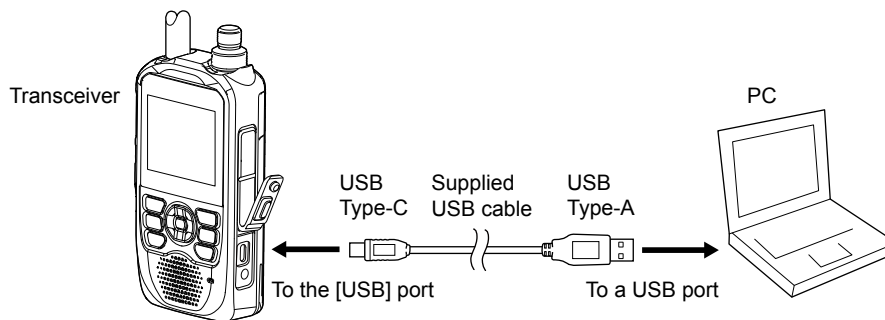 Transceiver
PC
USB
Type-C
Supplied
USB cable
USB
Type-A
To the [USB] port
To a USB port